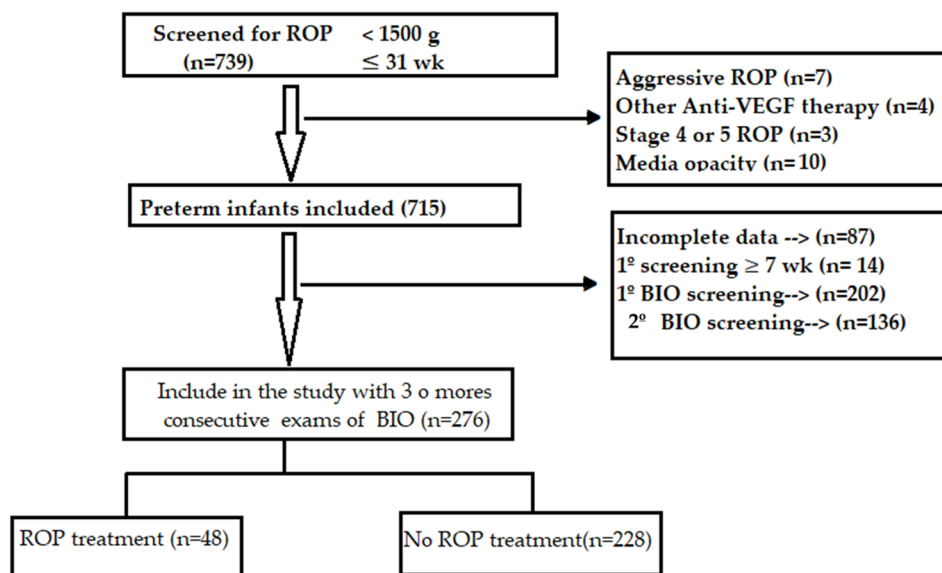 Screened for ROP < 1500 g
(n=739) ≤ 31 wk
Aggressive ROP (n=7)
Other Anti-VEGF therapy (n=4)
Stage 4 or 5 ROP (n=3)
Media opacity (n=10)
Preterm infants included (715)
Incomplete data --> (n=87)
1º screening ≥ 7 wk (n= 14)
1º BIO screening--> (n=202)
2º BIO screening--> (n=136)
Include in the study with 3 o mores
consecutive exams of BIO (n=276)
ROP treatment (n=48)
No ROP treatment(n=228)